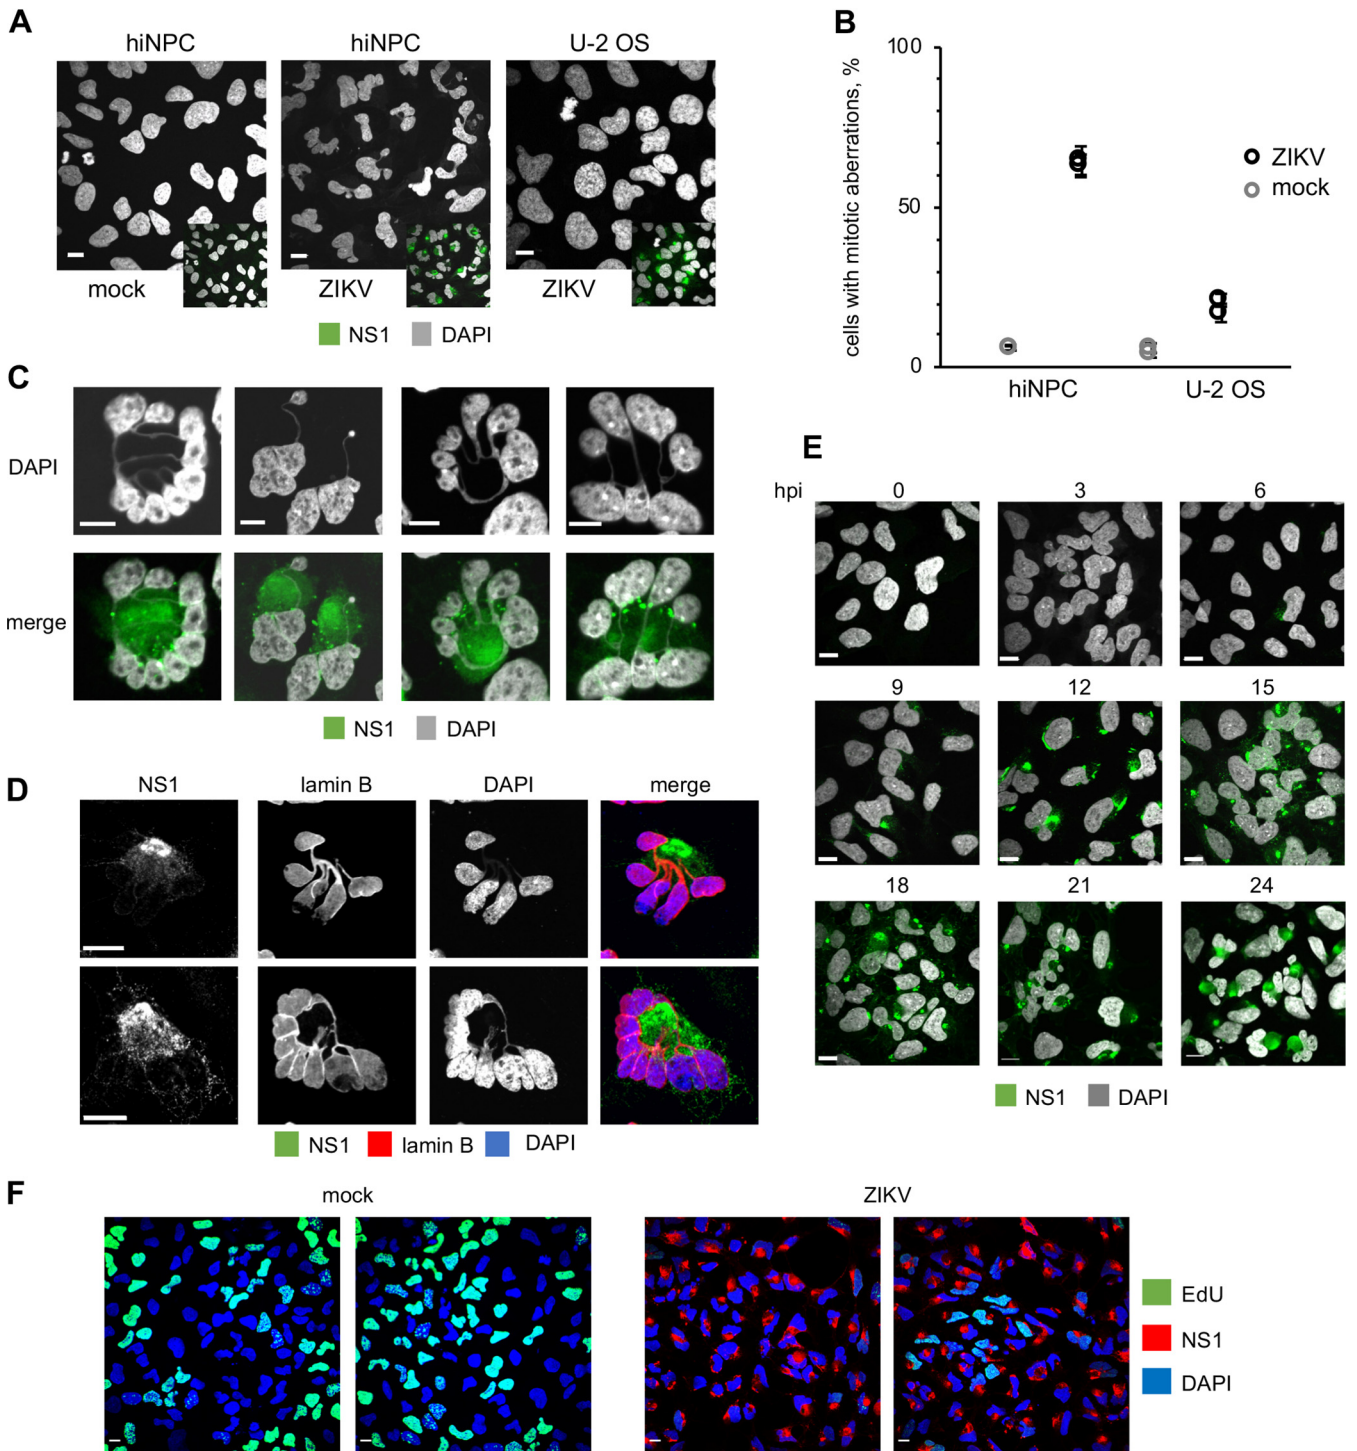 A
hiNPC hiNPC U-2 OS
mock ZIKV ZIKV
NS1 DAPI
B
cells with mitotic aberrations, %
100
50
0
hiNPC U-2 OS
ZIKV
mock
C
DAPI
merge
NS1 DAPI
D
NS1 lamin B DAPI merge
NS1 lamin B DAPI
E
hpi 0 3 6
9 12 15
18 21 24
NS1 DAPI
F
mock ZIKV
EdU
NS1
DAPI